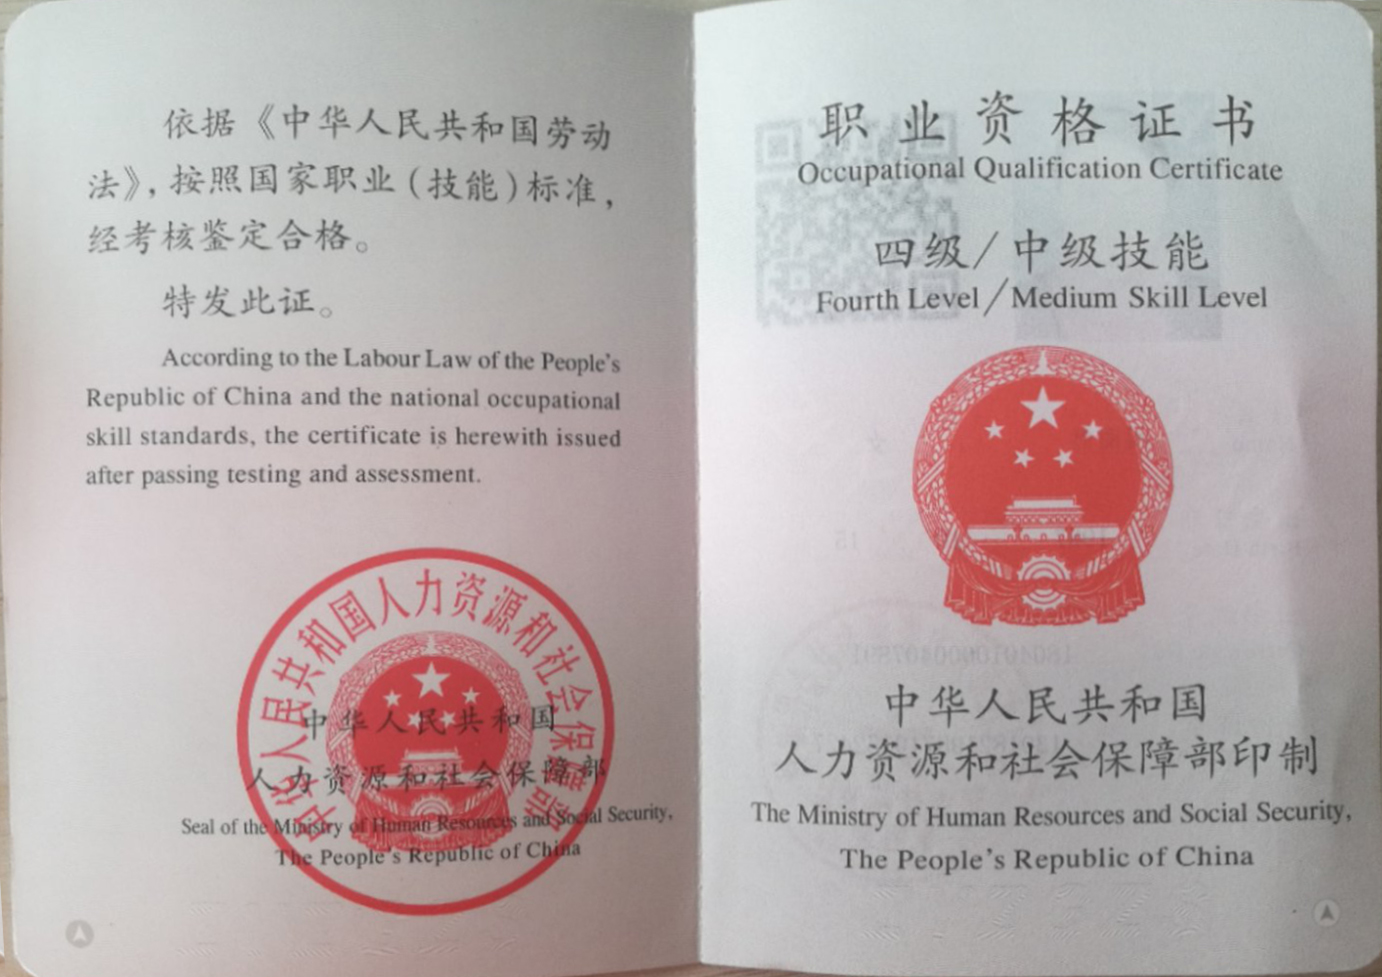 依据《中华人民共和国劳动
法》，按照国家职业（技能）标准，
经考核鉴定合格。
特发此证。
According to the Labour Law of the People's
Republic of China and the national occupational
skill standards, the certificate is herewith issued
after passing testing and assessment.
中华人民共和国人力资源和社会保障部
中华人民共和国
人力资源和社会保障部
Seal of the Ministry of Human Resources and Social Security,
The People's Republic of China
职业资格证书
Occupational Qualification Certificate
四级/中级技能
Fourth Level/Medium Skill Level
中华人民共和国
人力资源和社会保障部印制
The Ministry of Human Resources and Social Security,
The People's Republic of China